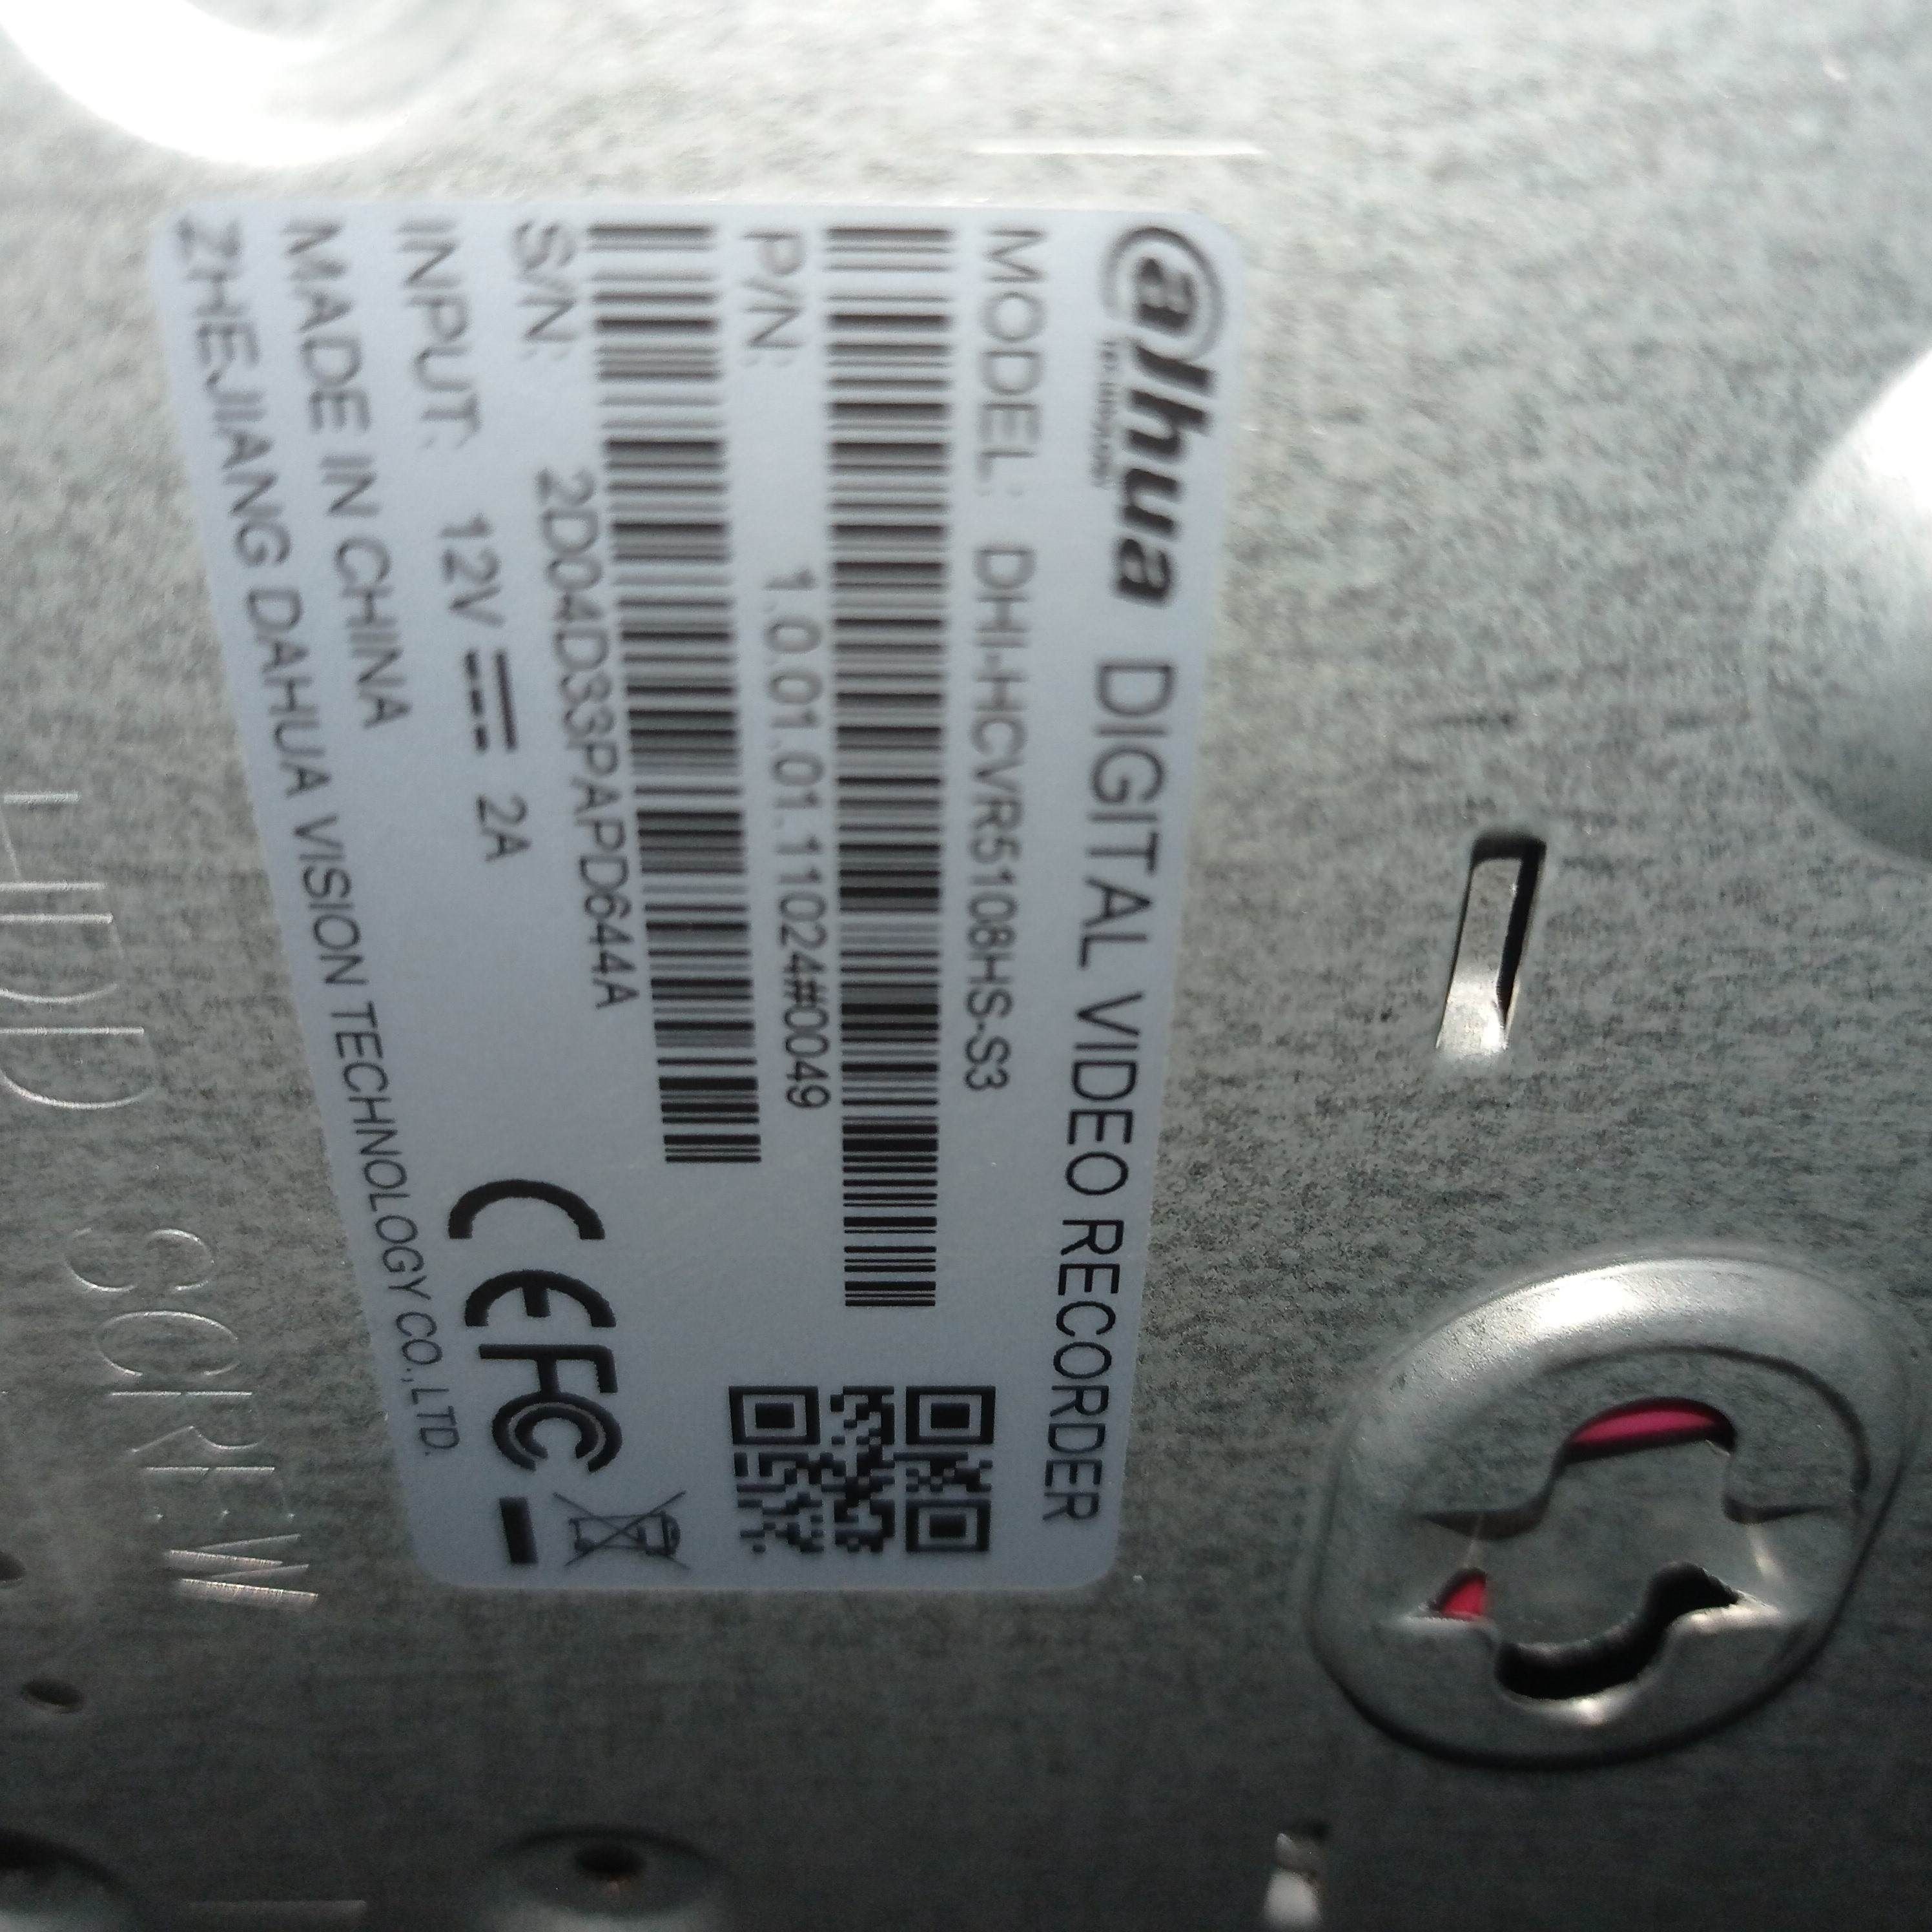 alhua DIGITAL VIDEO RECORDER
TECHNOLOGY
MODEL: DHI-HCVR5108HS-S3
P/N: 1.0.01.01.11024#0049
S/N: 2D04D33PAPD644A
INPUT: 12V 2A
MADE IN CHINA
ZHEJIANG DAHUA VISION TECHNOLOGY CO., LTD.
CE FC
HDD SCREW